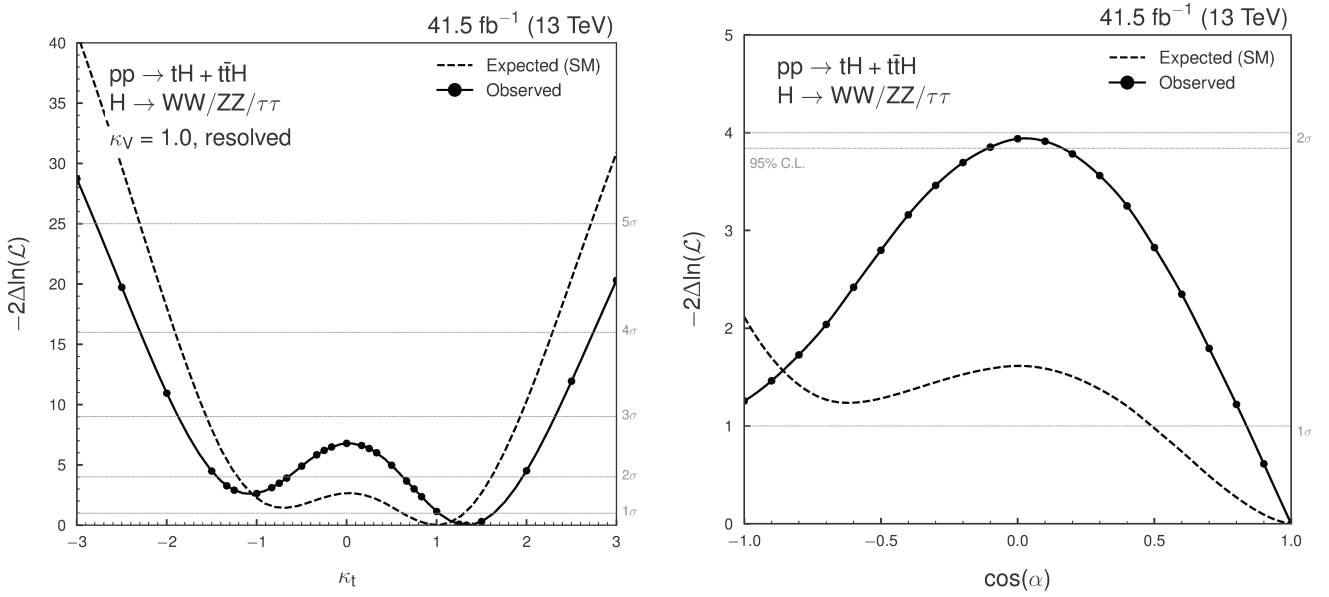 41.5 fb⁻¹ (13 TeV)
pp → tH + tt̄H
H → WW/ZZ/ττ
κV = 1.0, resolved
Expected (SM)
Observed
−2Δln(ℒ)
40
35
30
25
20
15
10
5
0
5σ
4σ
3σ
2σ
1σ
−3
−2
−1
0
1
2
3
κt
41.5 fb⁻¹ (13 TeV)
pp → tH + tt̄H
H → WW/ZZ/ττ
Expected (SM)
Observed
−2Δln(ℒ)
5
4
3
2
1
0
2σ
95% C.L.
1σ
−1.0
−0.5
0.0
0.5
1.0
cos(α)